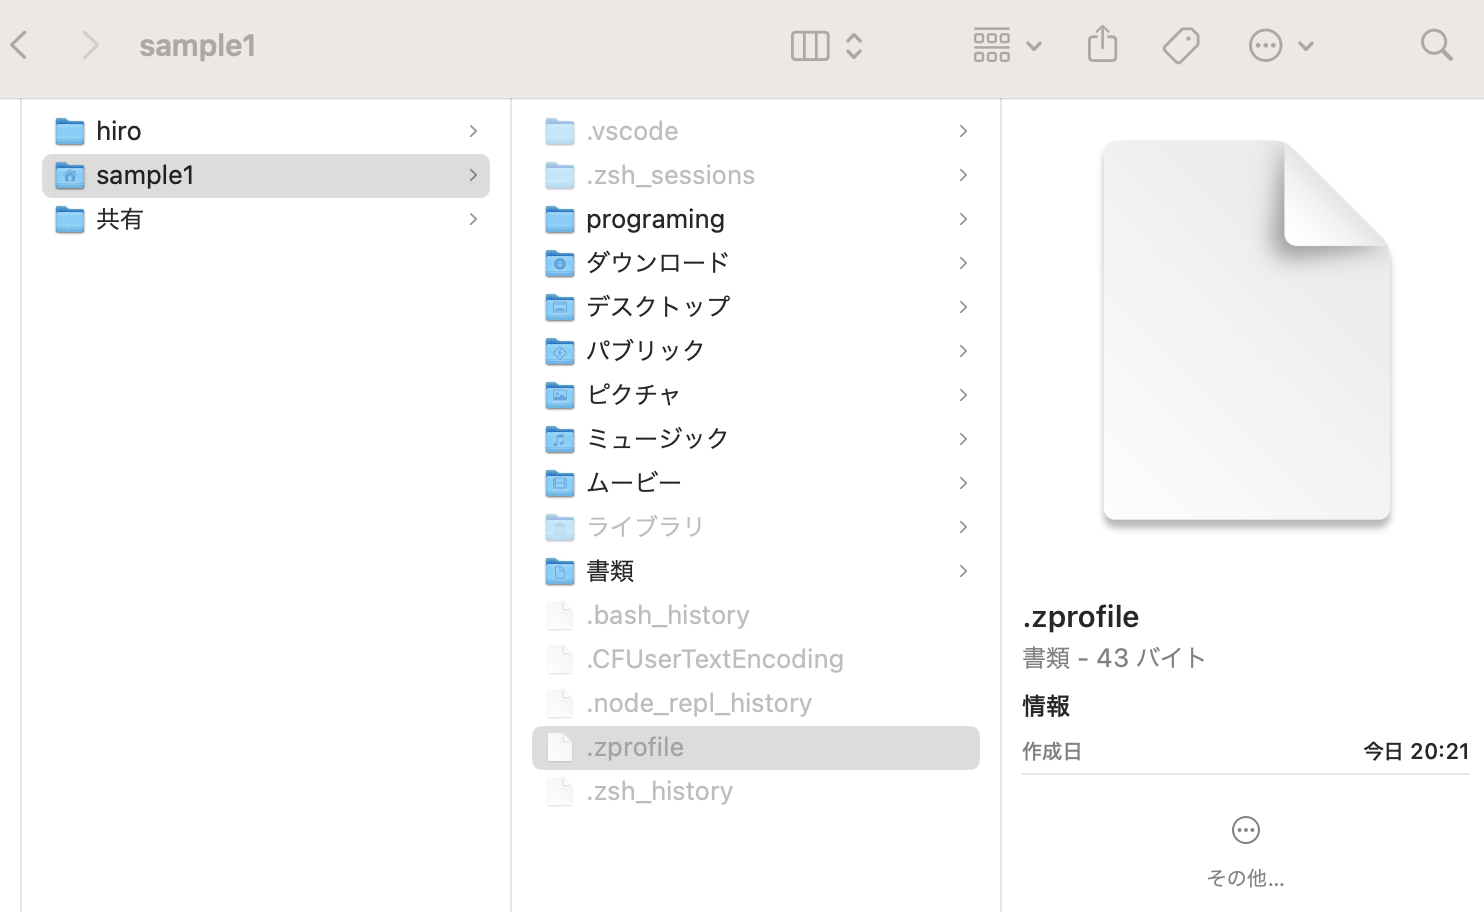 sample1
hiro
sample1
共有
.vscode
.zsh_sessions
programing
ダウンロード
デスクトップ
パブリック
ピクチャ
ミュージック
ムービー
ライブラリ
書類
.bash_history
.CFUserTextEncoding
.node_repl_history
.zprofile
.zsh_history
.zprofile
書類 - 43 バイト
情報
作成日 今日 20:21
その他...